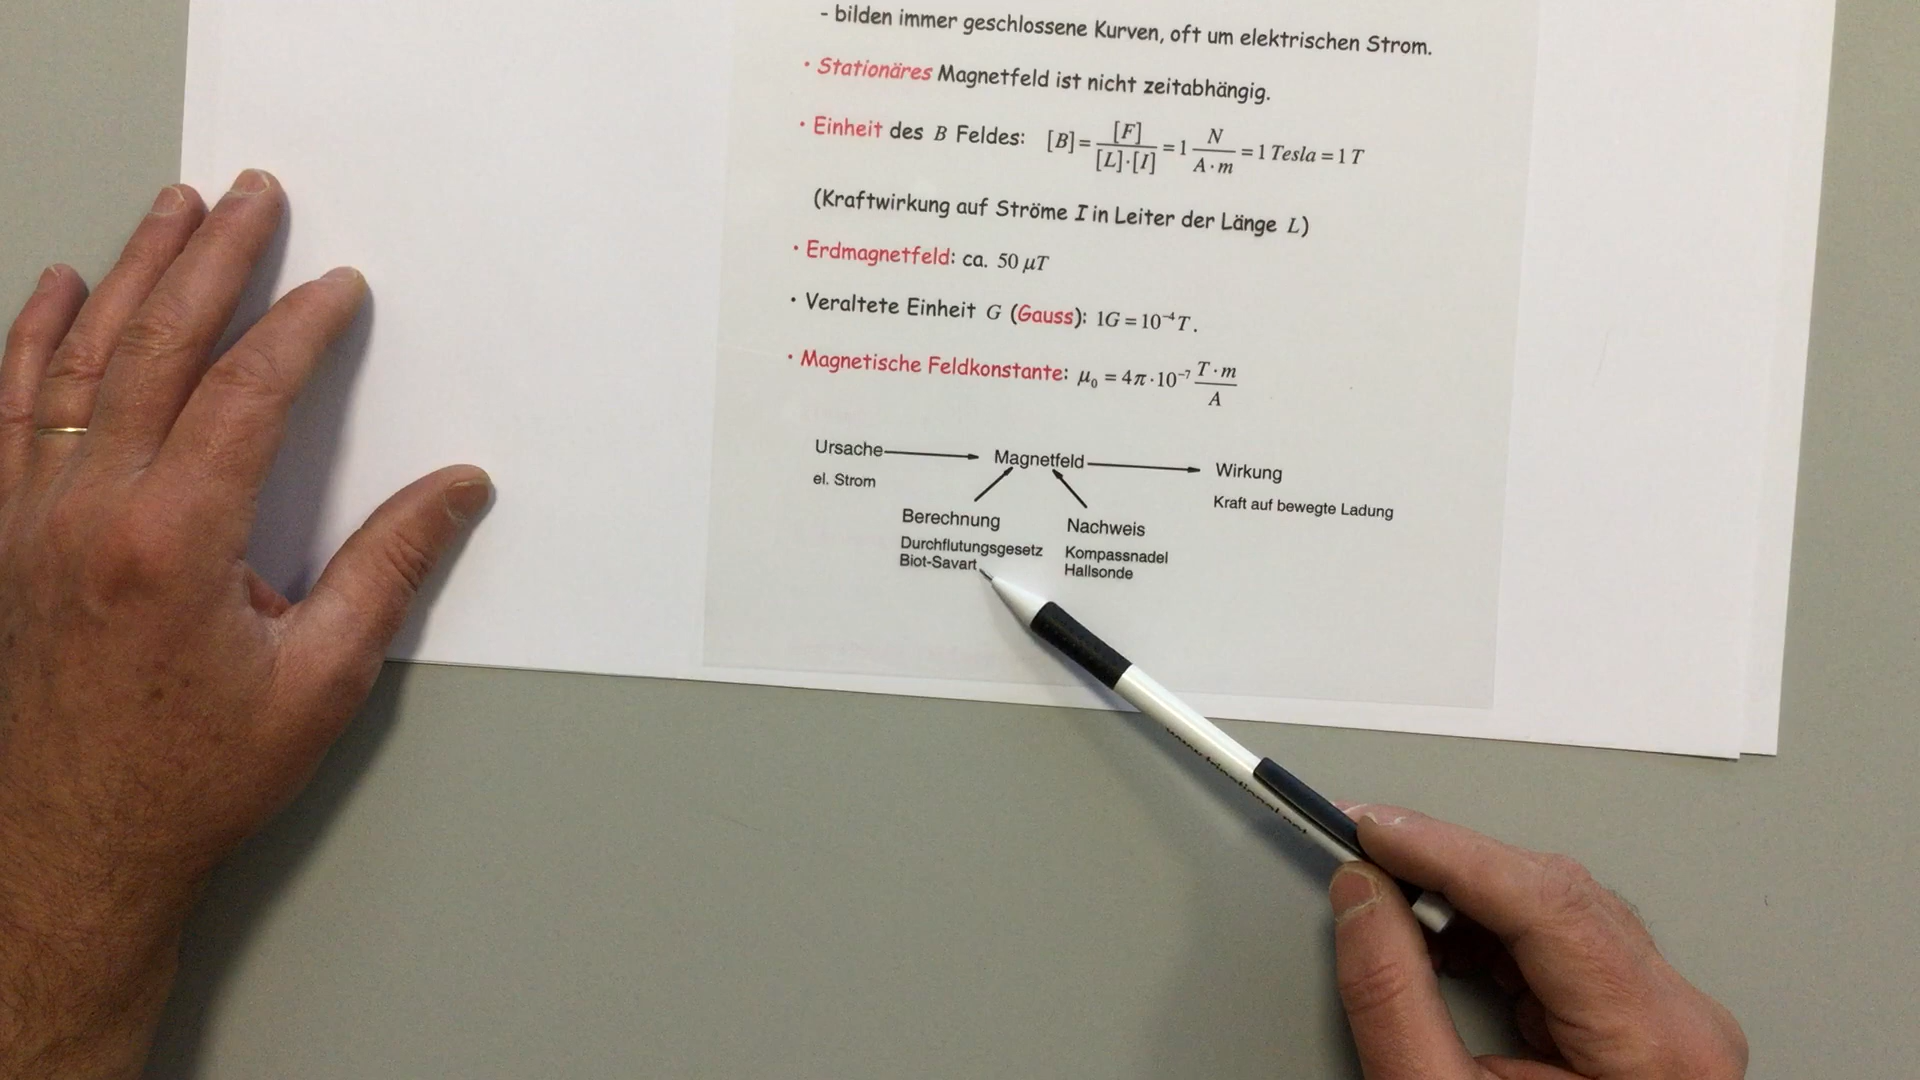 - bilden immer geschlossene Kurven, oft um elektrischen Strom.
• Stationäres Magnetfeld ist nicht zeitabhängig.
• Einheit des B Feldes: [B] = [F] / [L]·[I] = 1 N / A·m = 1 Tesla = 1 T
(Kraftwirkung auf Ströme I in Leiter der Länge L)
• Erdmagnetfeld: ca. 50 μT
• Veraltete Einheit G (Gauss): 1G = 10⁻⁴T.
• Magnetische Feldkonstante: μ₀ = 4π·10⁻⁷ T·m / A
Ursache Magnetfeld Wirkung
el. Strom Kraft auf bewegte Ladung
Berechnung Nachweis
Durchflutungsgesetz Kompassnadel
Biot-Savart Hallsonde